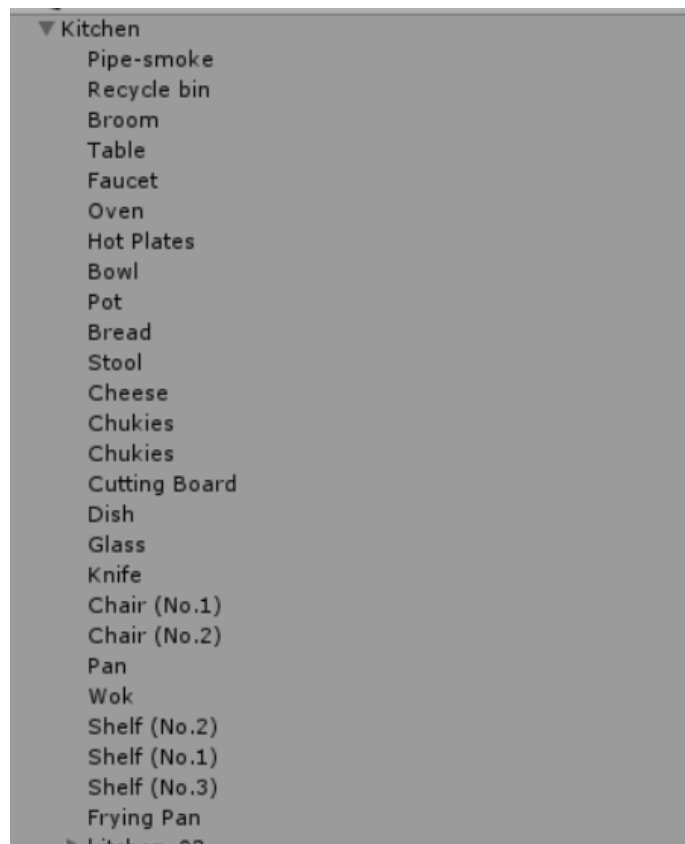 Kitchen
Pipe-smoke
Recycle bin
Broom
Table
Faucet
Oven
Hot Plates
Bowl
Pot
Bread
Stool
Cheese
Chukies
Chukies
Cutting Board
Dish
Glass
Knife
Chair (No.1)
Chair (No.2)
Pan
Wok
Shelf (No.2)
Shelf (No.1)
Shelf (No.3)
Frying Pan